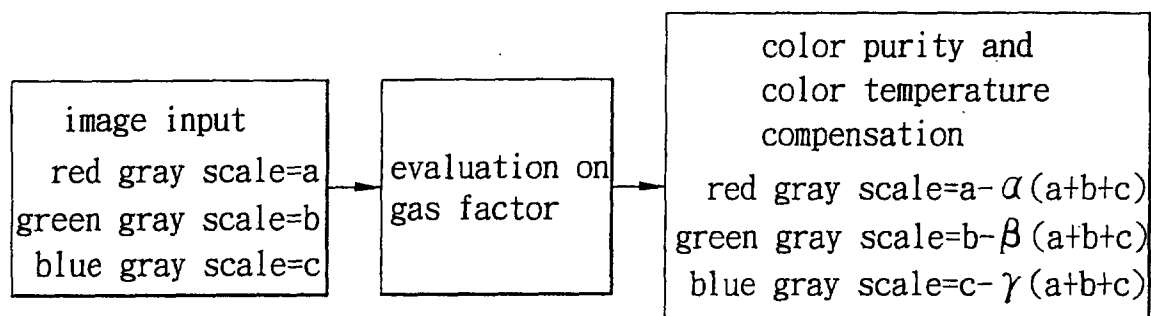 image input
red gray scale=a
green gray scale=b
blue gray scale=c
evaluation on
gas factor
color purity and
color temperature
compensation
red gray scale=a-α(a+b+c)
green gray scale=b-β(a+b+c)
blue gray scale=c-γ(a+b+c)